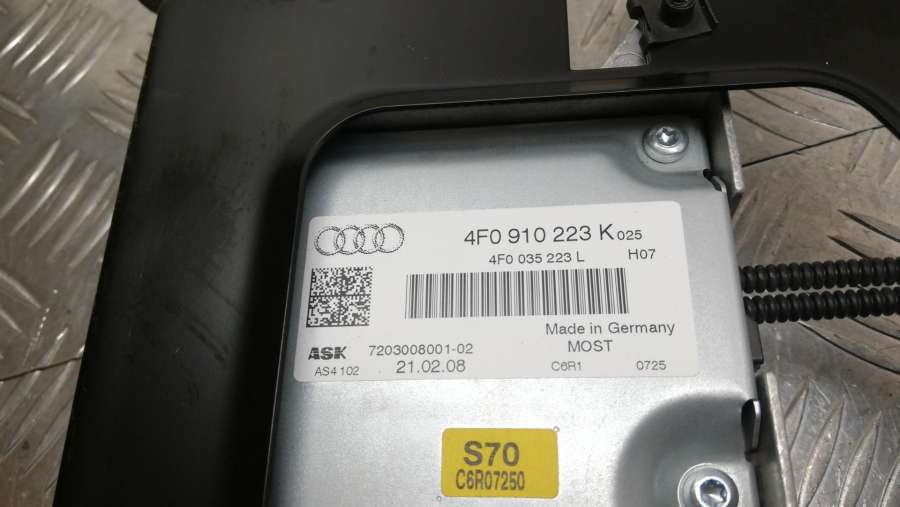 4F0 910 223 K 025
4F0 035 223 L H07
Made in Germany
ASK 7203008001-02 MOST
AS4 102 21.02.08 C6R1 0725
S70
C6R07250